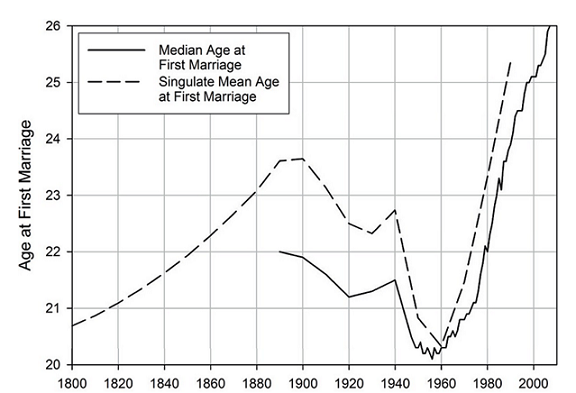 26
25
24
23
22
21
20
Age at First Marriage
Median Age at
First Marriage
Singulate Mean Age
at First Marriage
1800 1820 1840 1860 1880 1900 1920 1940 1960 1980 2000